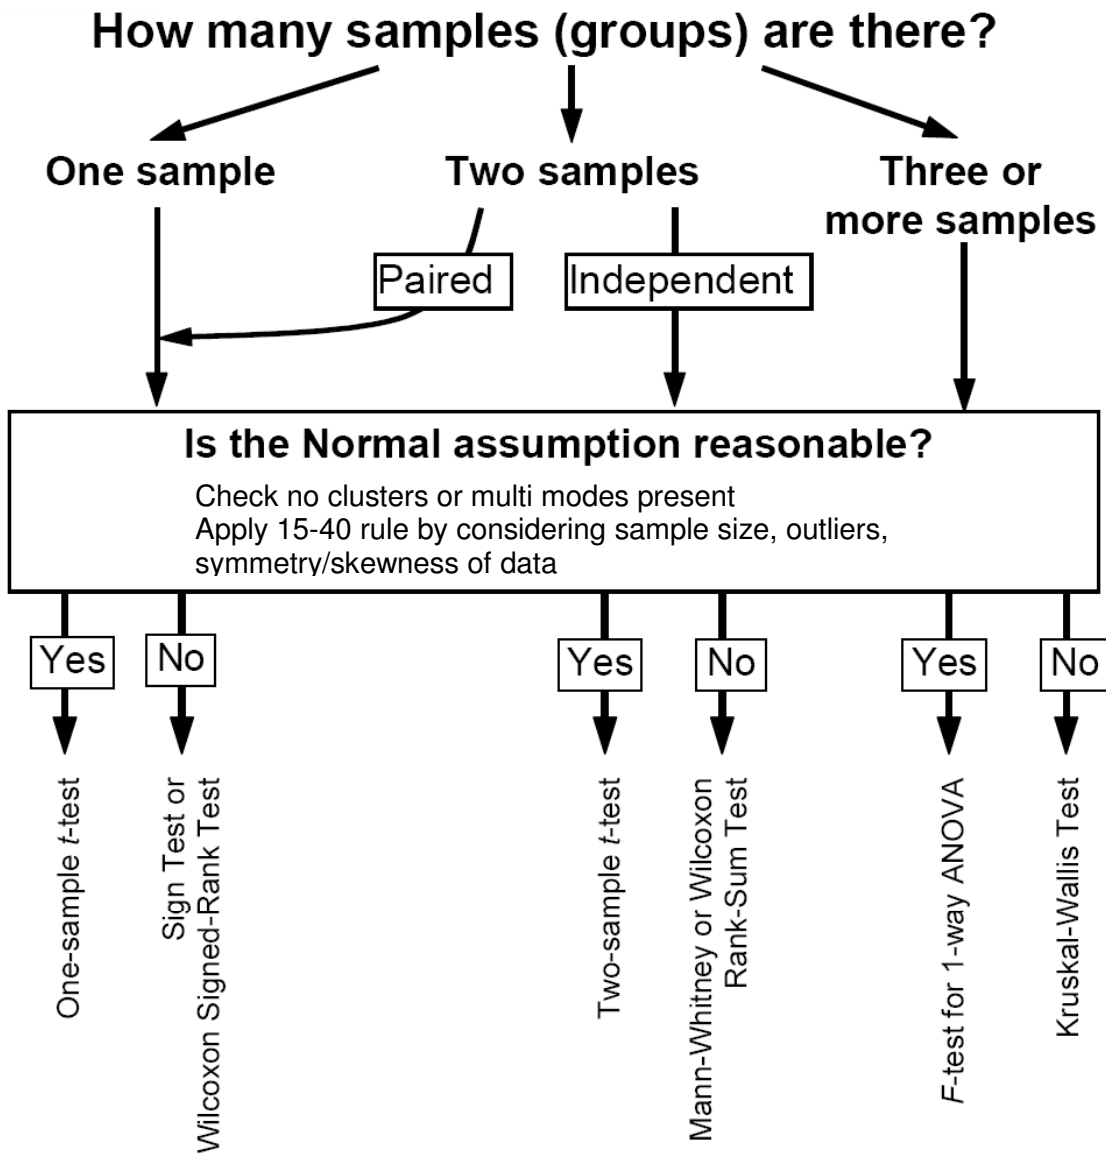 How many samples (groups) are there?
One sample
Two samples
Three or
more samples
Paired
Independent
Is the Normal assumption reasonable?
Check no clusters or multi modes present
Apply 15-40 rule by considering sample size, outliers,
symmetry/skewness of data
Yes
No
Yes
No
Yes
No
One-sample t-test
Sign Test or
Wilcoxon Signed-Rank Test
Two-sample t-test
Mann-Whitney or Wilcoxon
Rank-Sum Test
F-test for 1-way ANOVA
Kruskal-Wallis Test